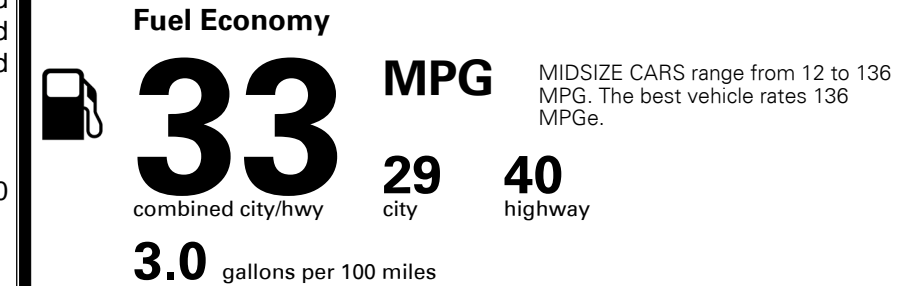 Fuel Economy
33
MPG
MIDSIZE CARS range from 12 to 136
MPG. The best vehicle rates 136
MPGe.
29
40
combined city/hwy
city
highway
3.0 gallons per 100 miles
d
d
d
0